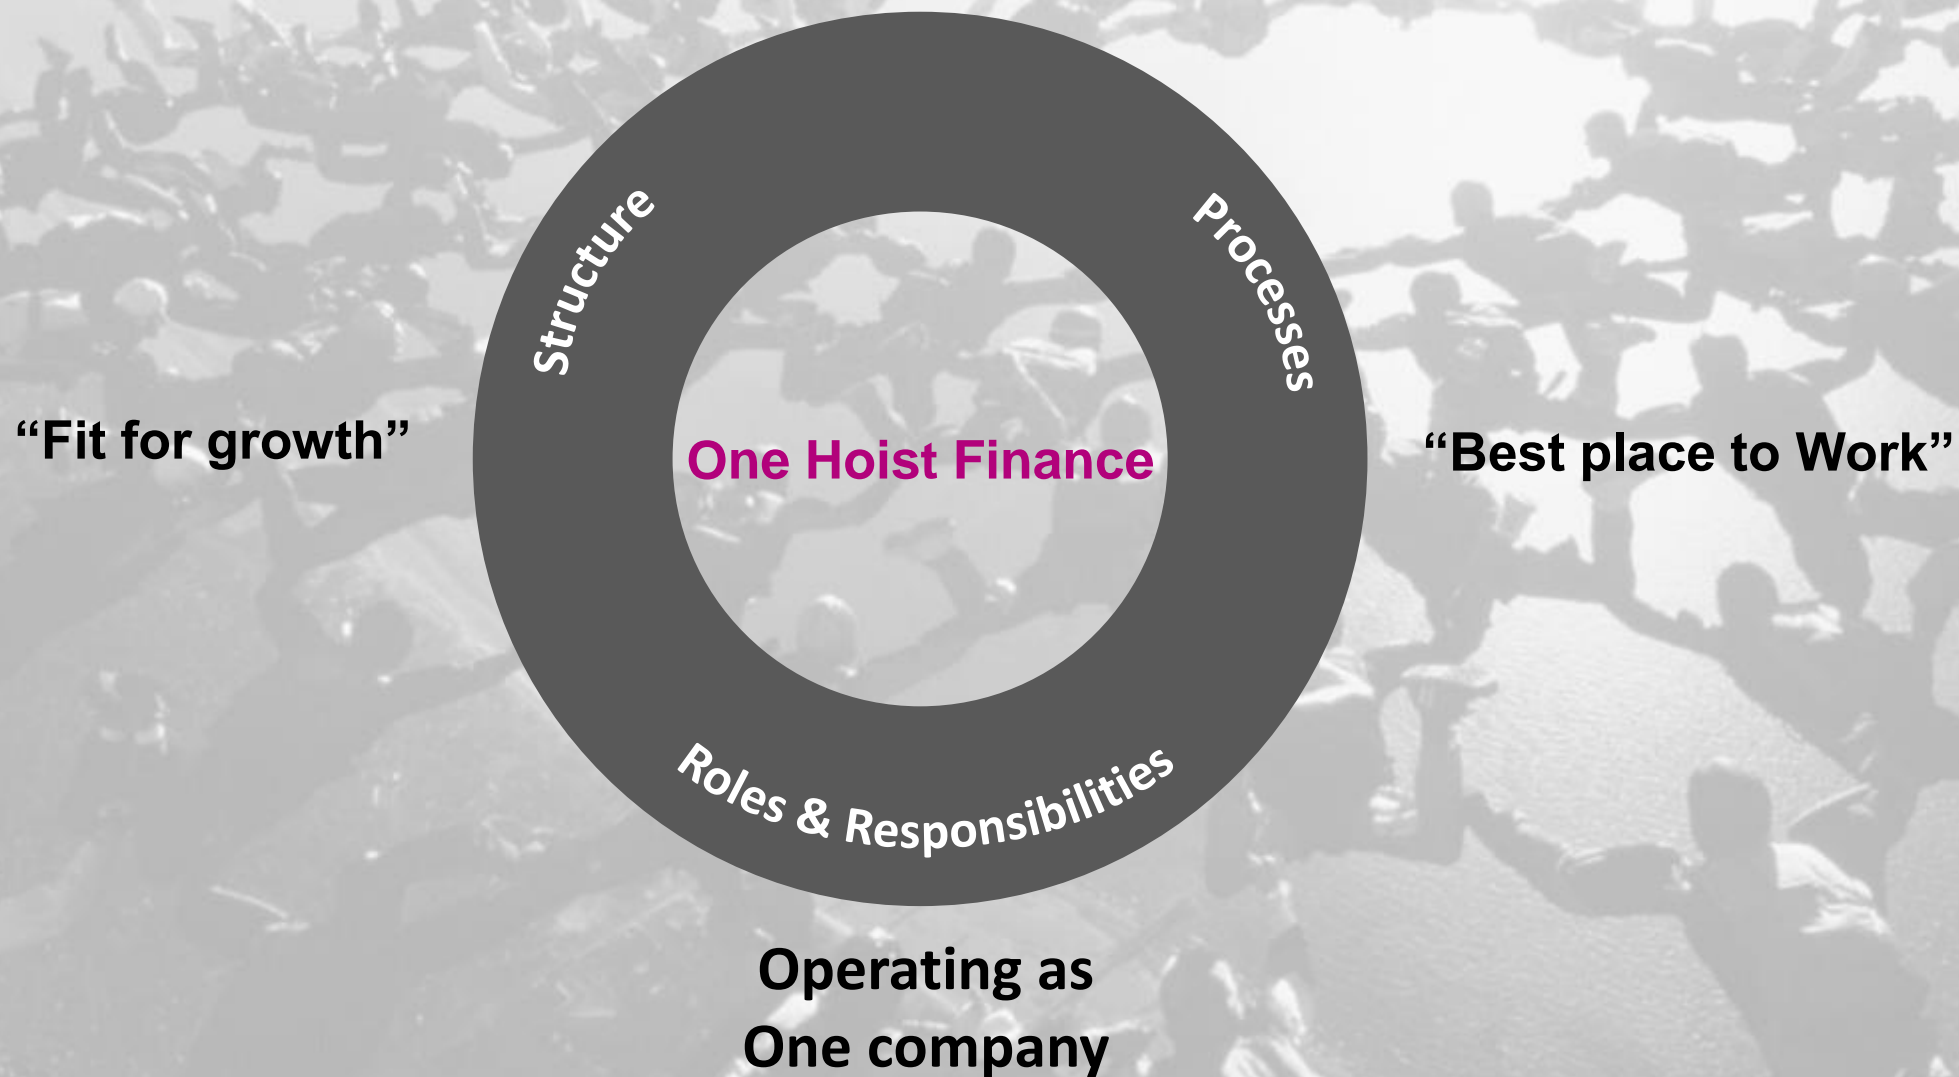 Structure
Processes
“Fit for growth”
One Hoist Finance
“Best place to Work”
Roles & Responsibilities
Operating as
One company